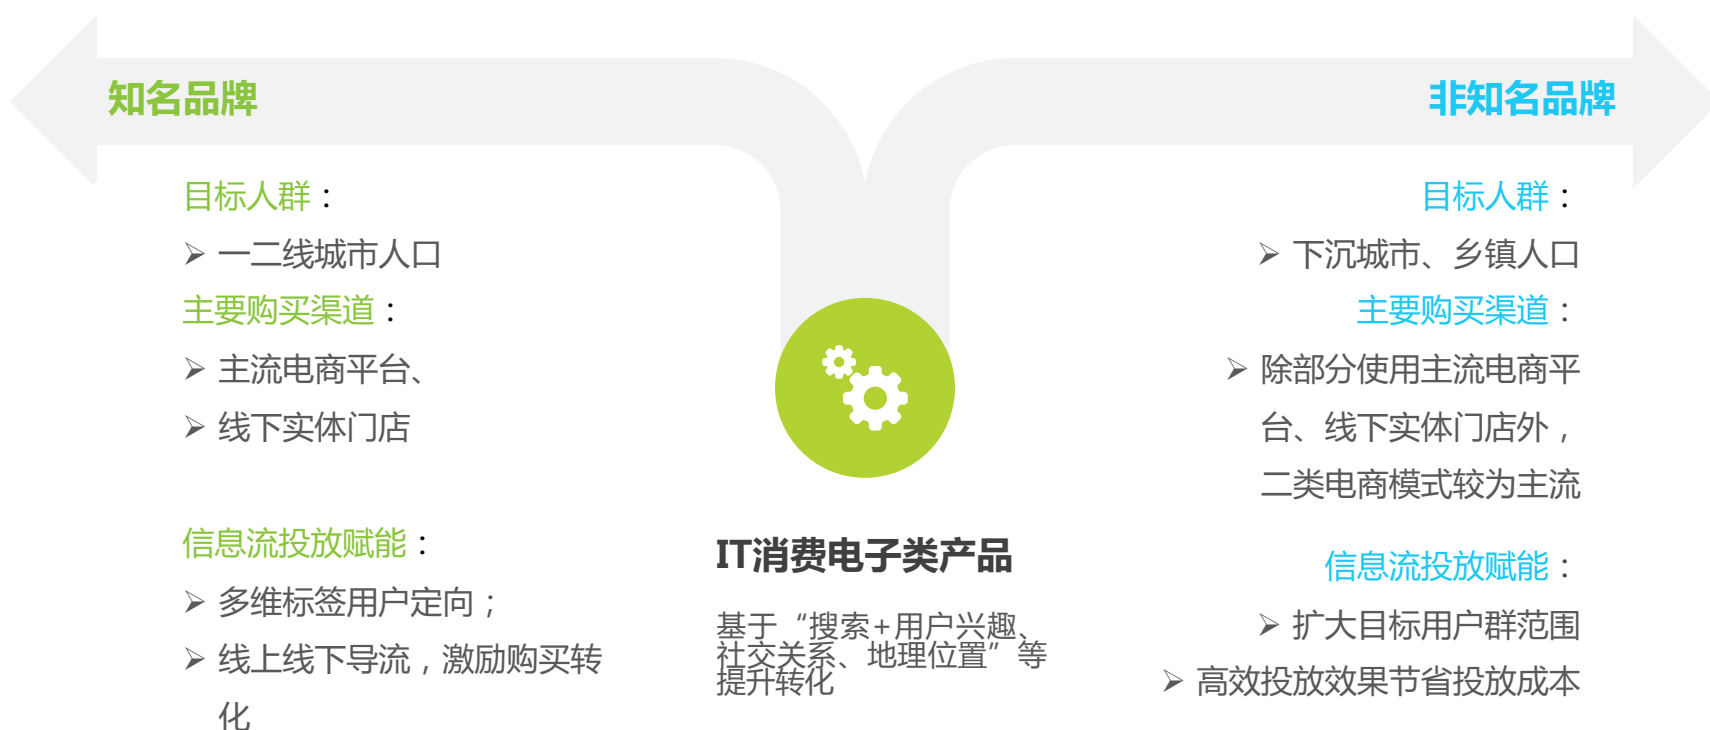 知名品牌
目标人群：
➢ 一二线城市人口
主要购买渠道：
➢ 主流电商平台、
➢ 线下实体门店
信息流投放赋能：
➢ 多维标签用户定向；
➢ 线上线下导流，激励购买转
化
IT消费电子类产品
基于“搜索+用户兴趣、
社交关系、地理位置”等
提升转化
非知名品牌
目标人群：
➢ 下沉城市、乡镇人口
主要购买渠道：
➢ 除部分使用主流电商平
台、线下实体门店外，
二类电商模式较为主流
信息流投放赋能：
➢ 扩大目标用户群范围
➢ 高效投放效果节省投放成本